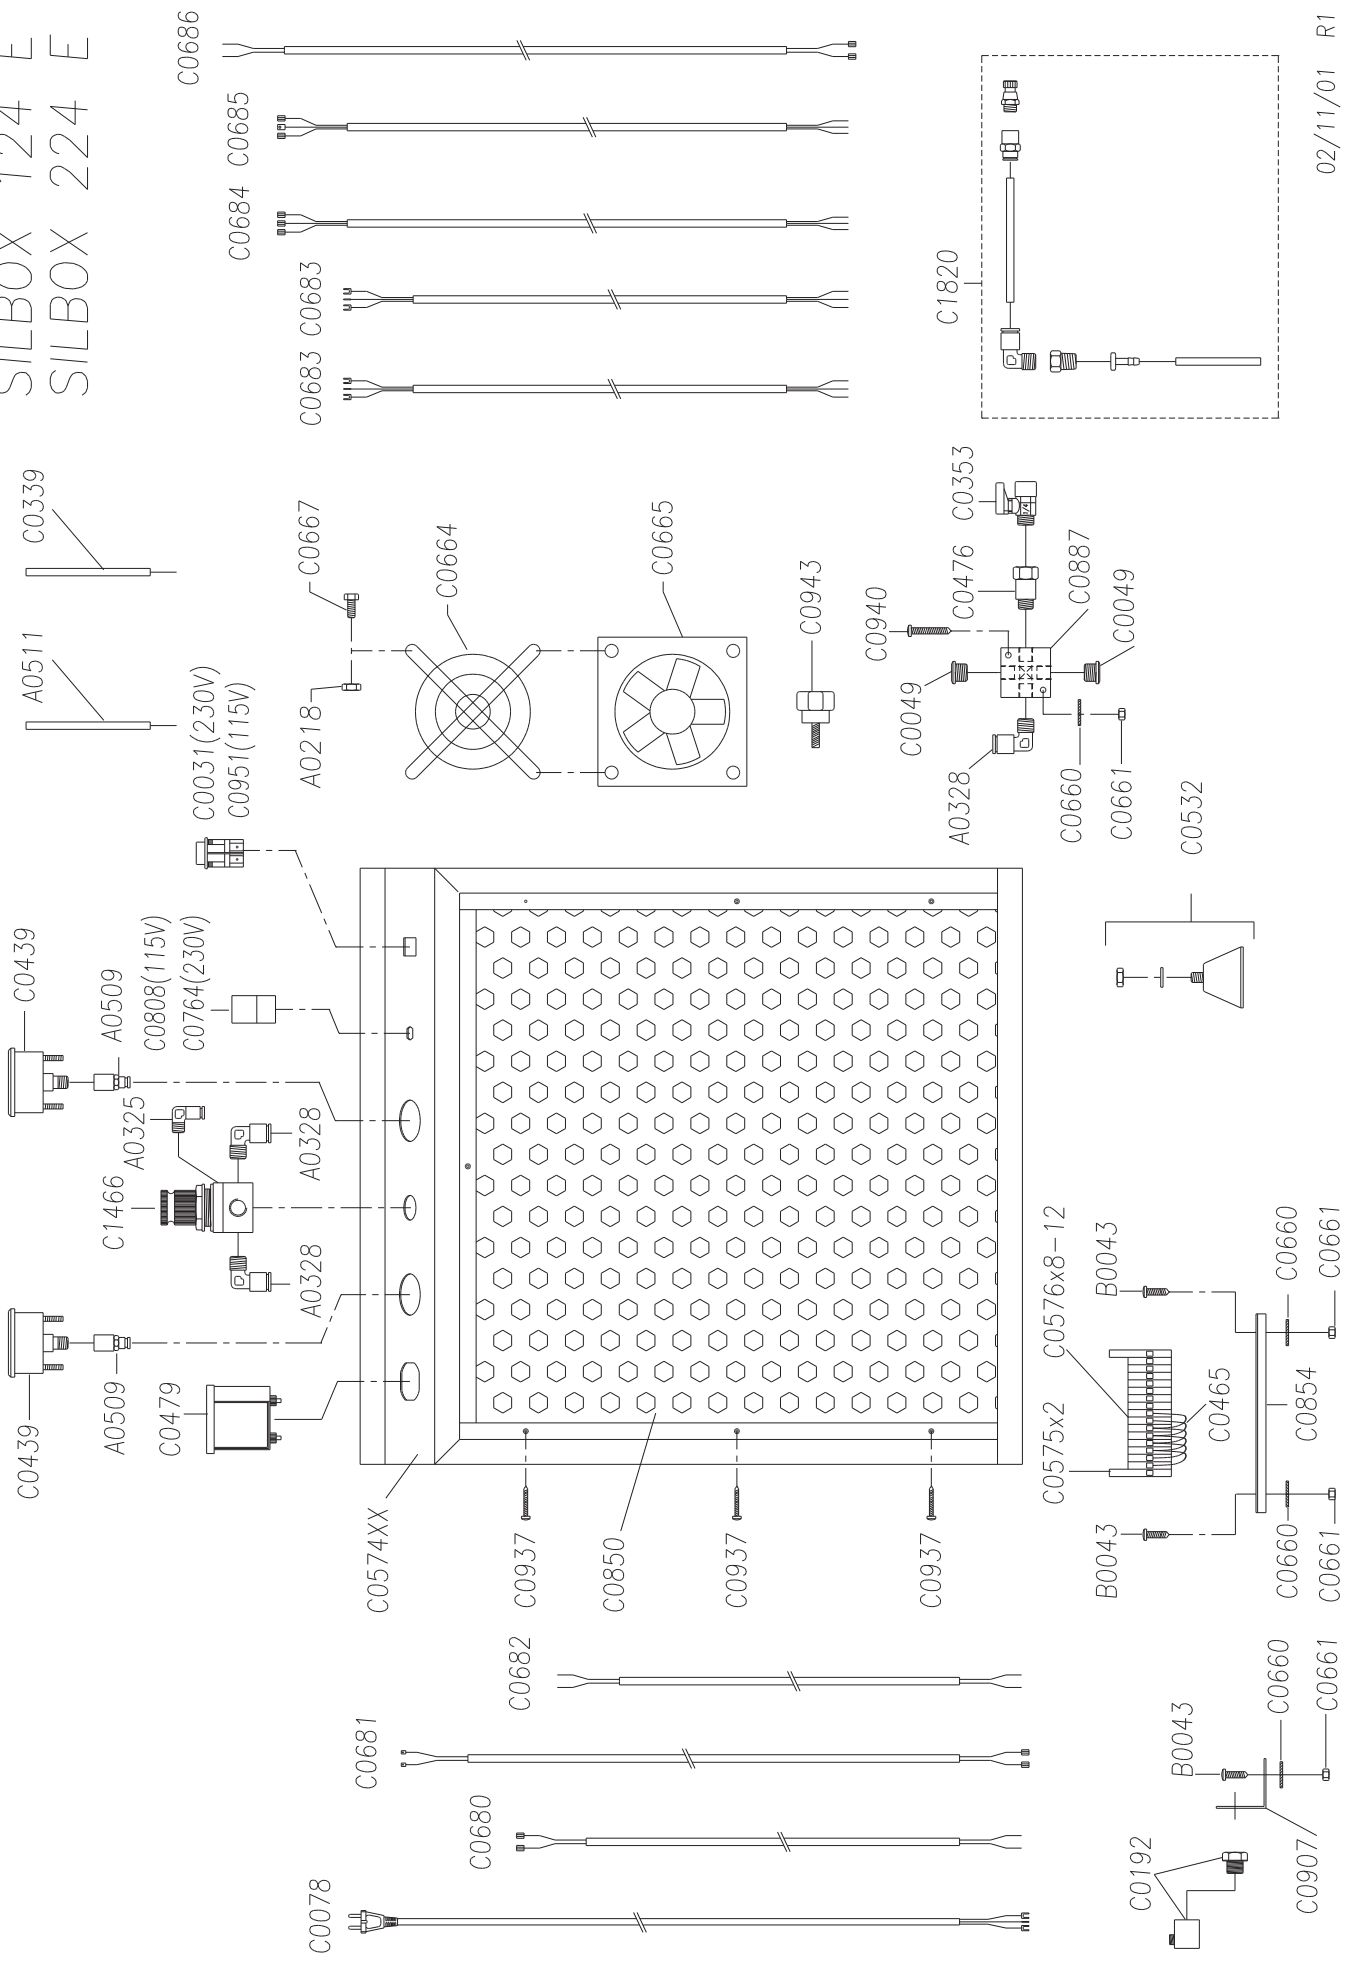 SILBOX 124 E
SILBOX 224 E
C0339
A0511
C0686
C0685
C0684
C0683
C0683
C0667
C0664
C0665
A0218
C0031(230V)
C0951(115V)
C0943
C1820
C0353
C0476
C0940
C0887
C0049
C0049
A0328
C0660
C0661
C0532
C0439
A0509
C0808(115V)
C0764(230V)
A0325
A0328
C1466
A0328
C0439
A0509
C0479
C0574XX
C0937
C0850
C0937
C0937
C0576x8-12
C0575x2
C0465
B0043
C0660
C0661
C0854
B0043
C0660
C0661
C0682
C0681
C0680
C0078
B0043
C0660
C0661
C0192
C0907
1/4
02/11/01 R1